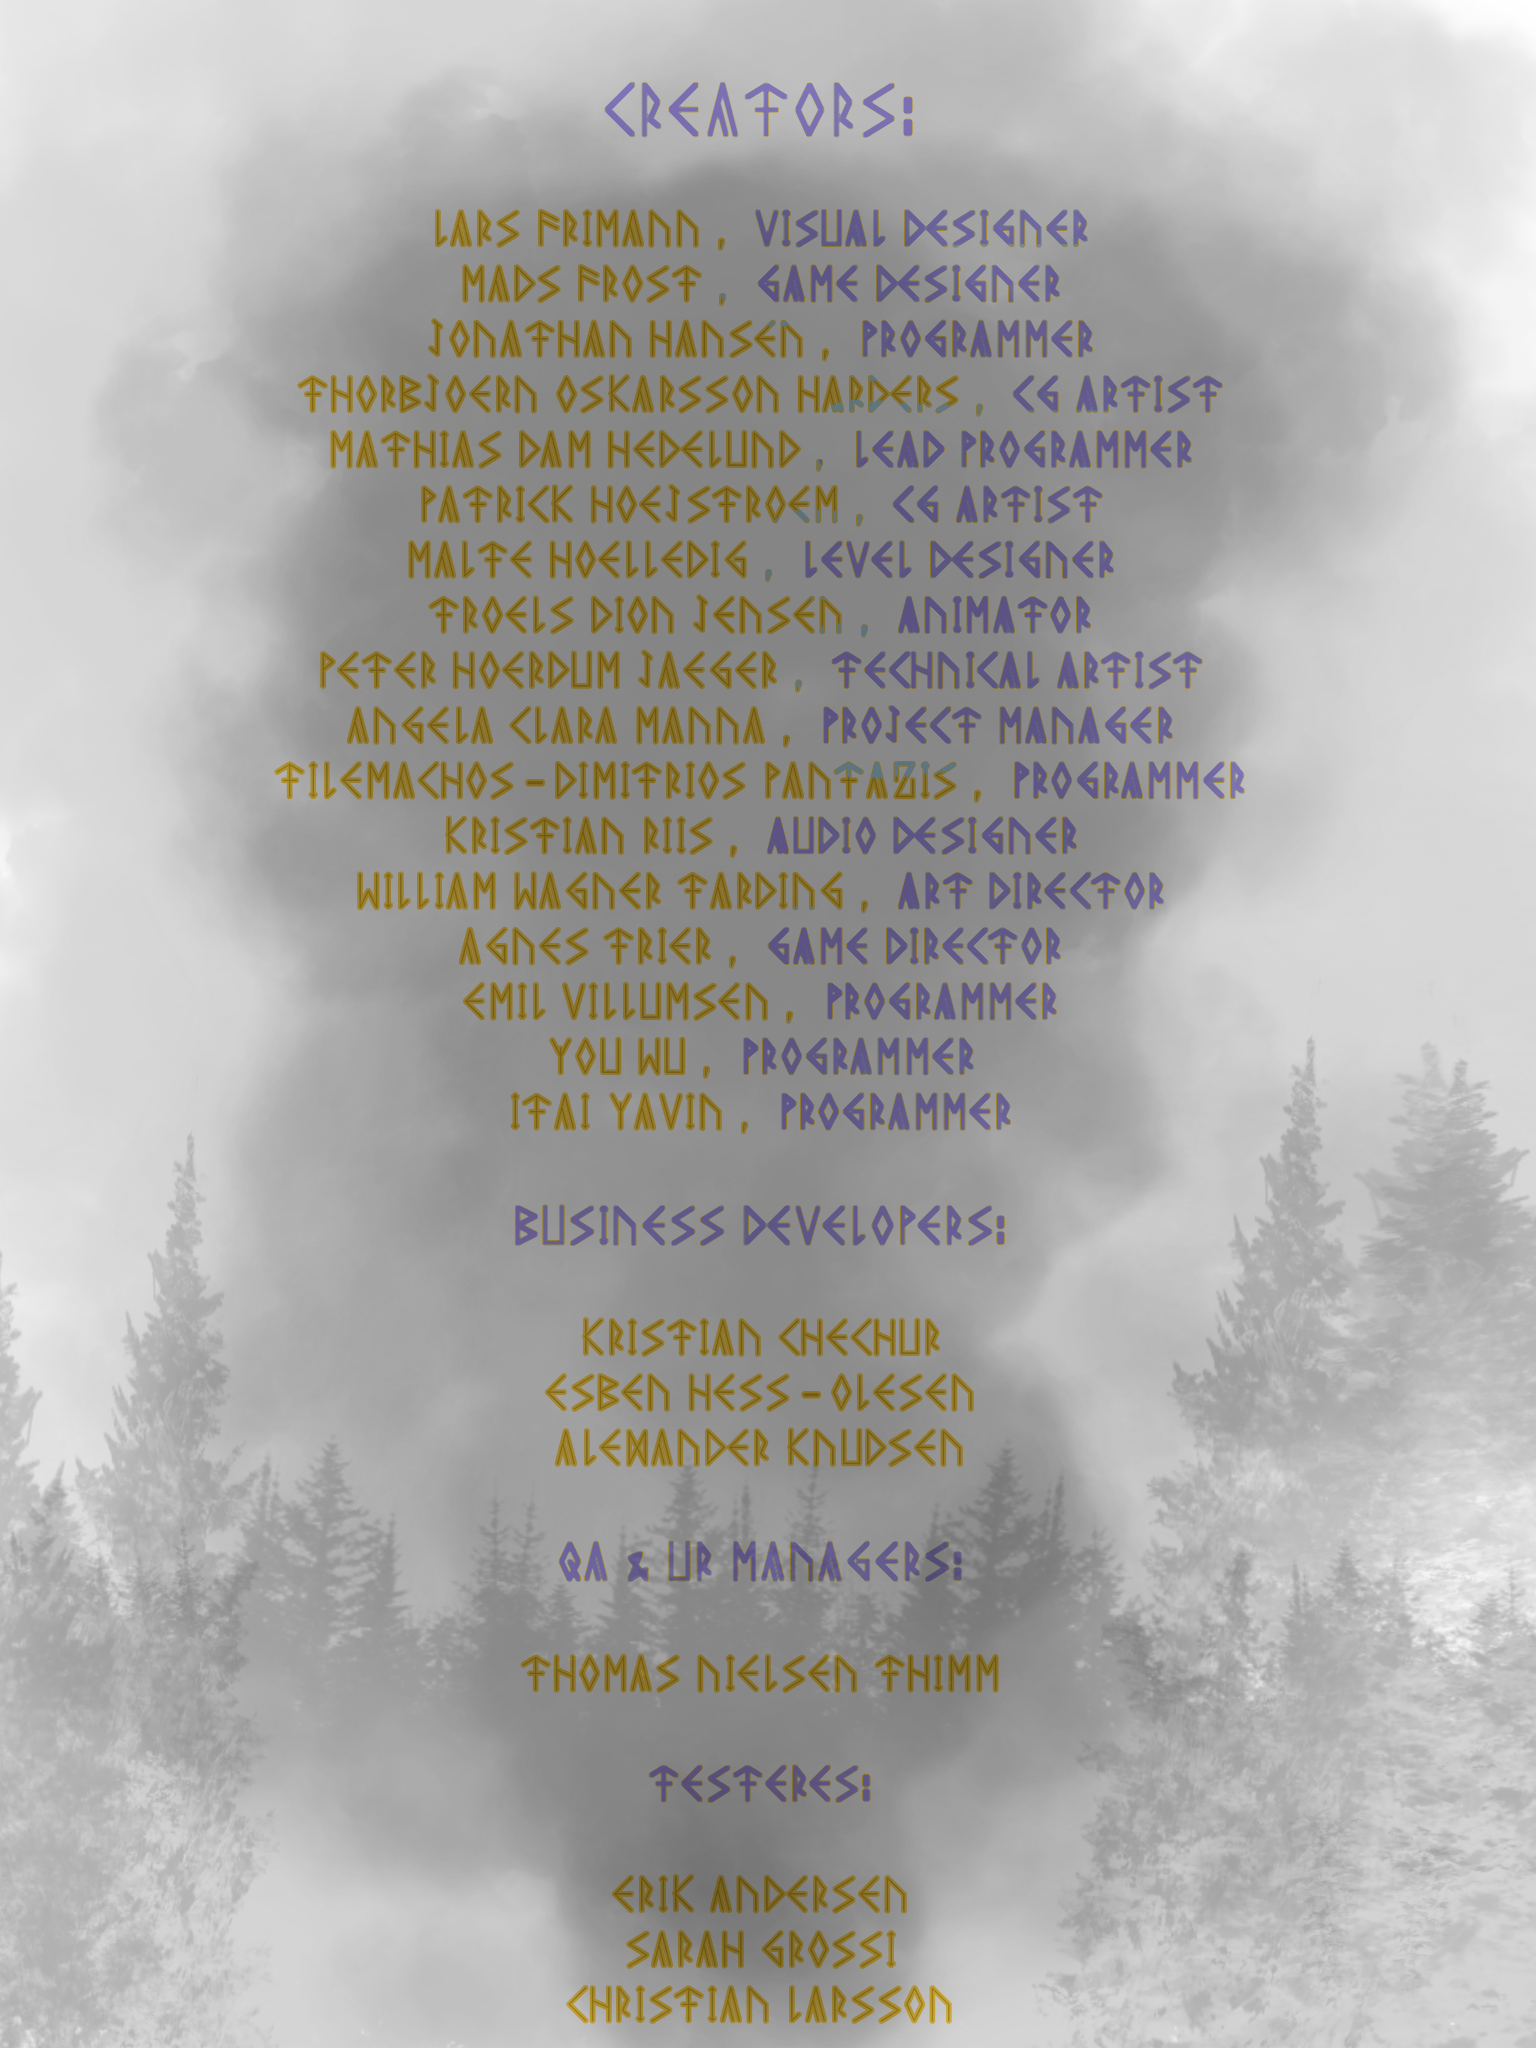 CREATORS:
LARS FRIMANN, VISUAL DESIGNER
MADS FROST, GAME DESIGNER
JONATHAN HANSEN, PROGRAMMER
THORBJOERN OSKARSSON HARDERS, CG ARTIST
MATHIAS DAM HEDELUND, LEAD PROGRAMMER
PATRICK HOEJSTROEM, CG ARTIST
MALTE HOELLEDIG, LEVEL DESIGNER
TROELS DION JENSEN, ANIMATOR
PETER HOERDUM JAEGER, TECHNICAL ARTIST
ANGELA CLARA MANNA, PROJECT MANAGER
TILEMACHOS-DIMITRIOS PANTAZIS, PROGRAMMER
KRISTIAN RIIS, AUDIO DESIGNER
WILLIAM WAGNER TARDING, ART DIRECTOR
AGNES TRIER, GAME DIRECTOR
EMIL VILLUMSEN, PROGRAMMER
YOU WU, PROGRAMMER
ITAI YAVIN, PROGRAMMER
BUSINESS DEVELOPERS:
KRISTIAN CHECHUR
ESBEN HESS-OLESEN
ALEXANDER KNUDSEN
QA & UR MANAGERS:
THOMAS NIELSEN THIMM
TESTERES:
ERIK ANDERSEN
SARAH GROSSI
CHRISTIAN LARSSON